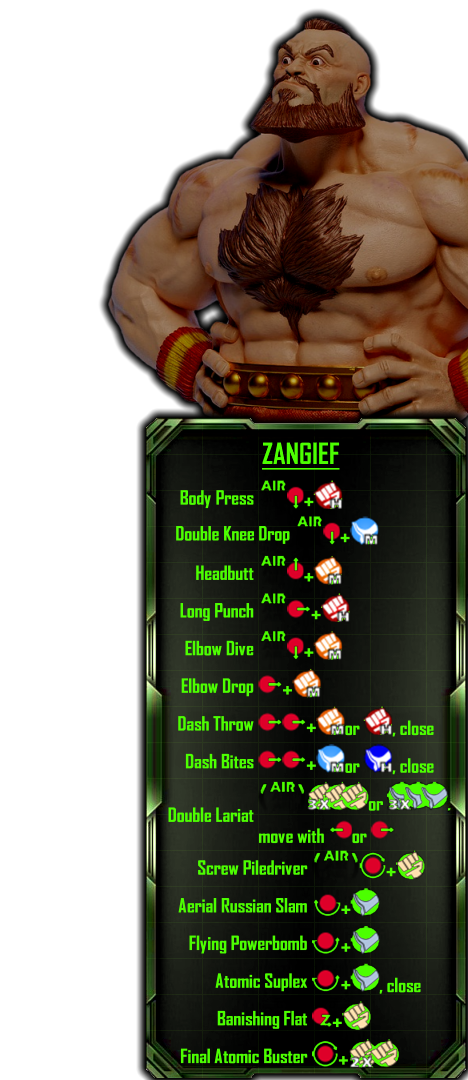 ZANGIEF
Body Press AIR + H
Double Knee Drop AIR + M
Headbutt AIR + M
Long Punch AIR + H
Elbow Dive AIR + M
Elbow Drop + M
Dash Throw + M or H, close
Dash Bites + M or H, close
Double Lariat (AIR) 3X or 3X.
move with or
Screw Piledriver (AIR) +
Aerial Russian Slam +
Flying Powerbomb +
Atomic Suplex + , close
Banishing Flat Z +
Final Atomic Buster + 2X